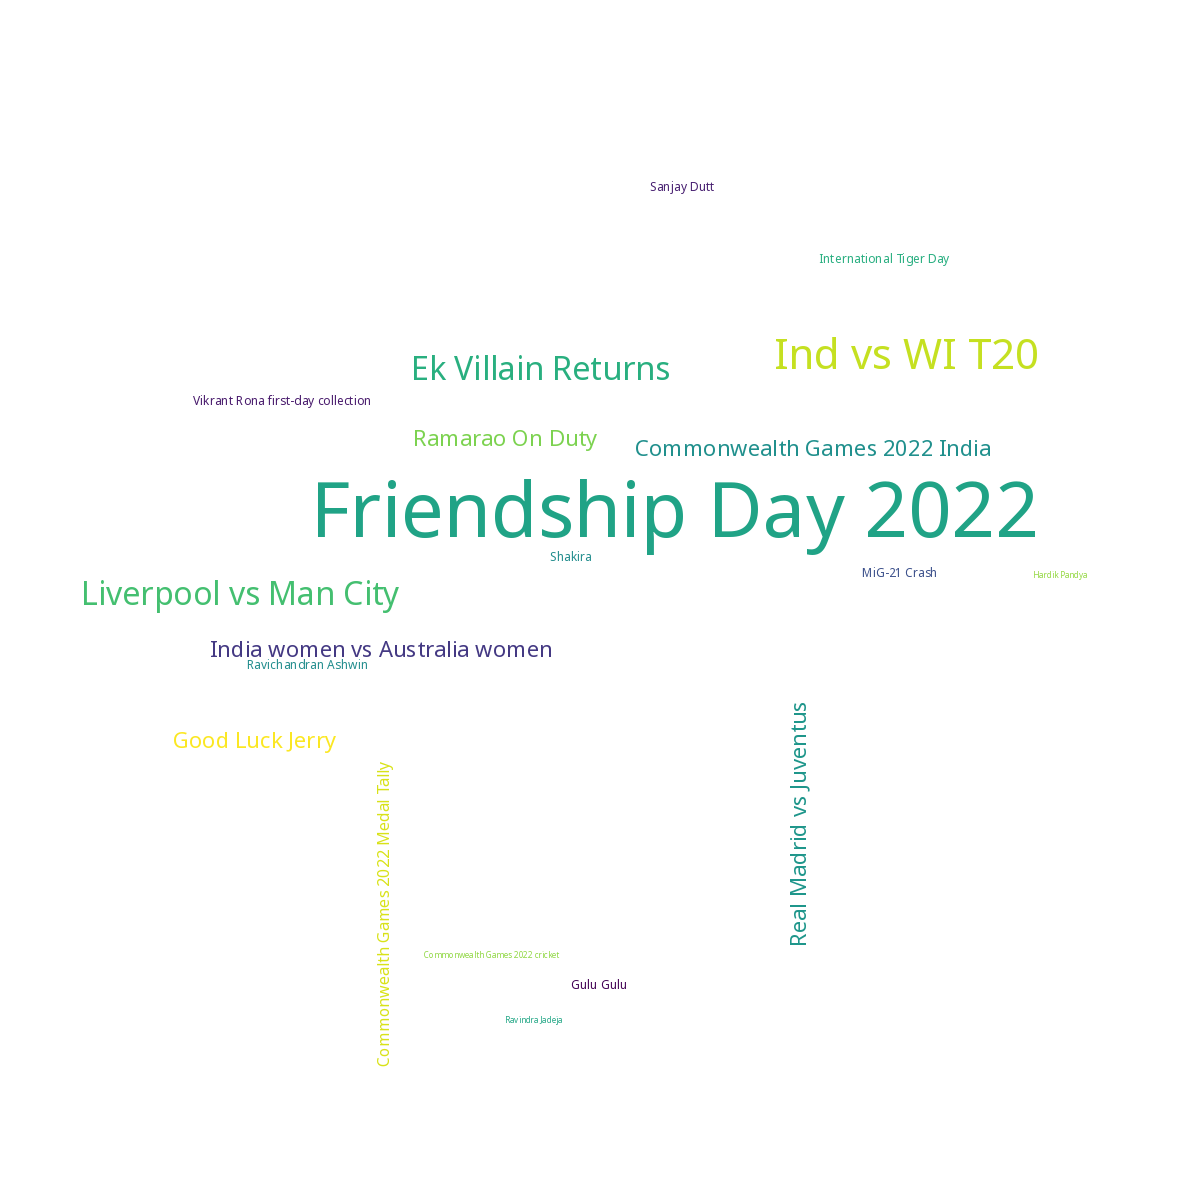 Sanjay Dutt
International Tiger Day
Ind vs WI T20
Ek Villain Returns
Vikrant Rona first-day collection
Ramarao On Duty
Commonwealth Games 2022 India
Friendship Day 2022
Shakira
MiG-21 Crash
Hardik Pandya
Liverpool vs Man City
India women vs Australia women
Ravichandran Ashwin
Good Luck Jerry
Real Madrid vs Juventus
Commonwealth Games 2022 Medal Tally
Commonwealth Games 2022 cricket
Gulu Gulu
Ravindra Jadeja